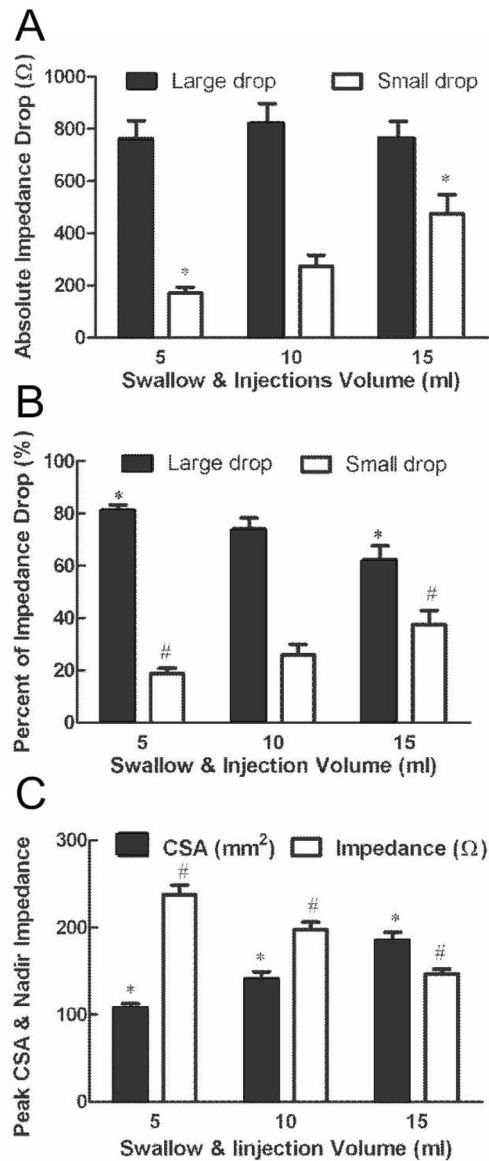 A
Absolute Impedance Drop (Ω)
1000
800
600
400
200
0
Large drop
Small drop
*
*
5
10
15
Swallow & Injections Volume (ml)
B
Percent of Impedance Drop (%)
100
80
60
40
20
0
Large drop
Small drop
*
#
*
#
5
10
15
Swallow & Injection Volume (ml)
C
Peak CSA & Nadir Impedance
300
200
100
0
CSA (mm²)
Impedance (Ω)
*
#
*
#
*
#
5
10
15
Swallow & Iinjection Volume (ml)